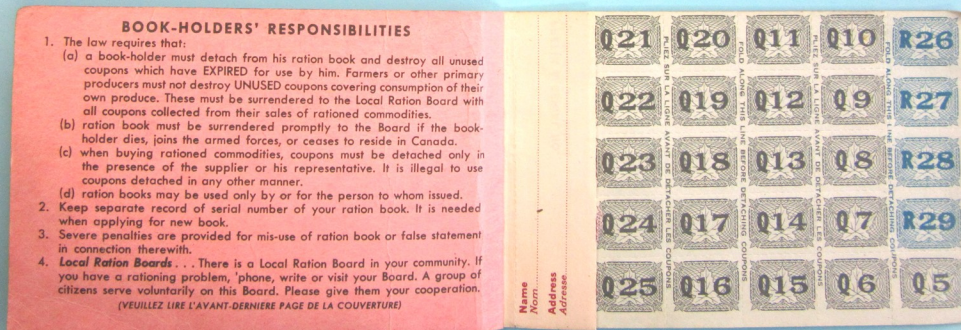 BOOK-HOLDERS' RESPONSIBILITIES
1. The law requires that:
(a) a book-holder must detach from his ration book and destroy all unused
coupons which have EXPIRED for use by him. Farmers or other primary
producers must not destroy UNUSED coupons covering consumption of their
own produce. These must be surrendered to the Local Ration Board with
all coupons collected from their sales of rationed commodities.
(b) ration book must be surrendered promptly to the Board if the book-
holder dies, joins the armed forces, or ceases to reside in Canada.
(c) when buying rationed commodities, coupons must be detached only in
the presence of the supplier or his representative. It is illegal to use
coupons detached in any other manner.
(d) ration books may be used only by or for the person to whom issued.
2. Keep separate record of serial number of your ration book. It is needed
when applying for new book.
3. Severe penalties are provided for mis-use of ration book or false statement
in connection therewith.
4. Local Ration Boards . . . There is a Local Ration Board in your community. If
you have a rationing problem, 'phone, write or visit your Board. A group of
citizens serve voluntarily on this Board. Please give them your cooperation.
(VEUILLEZ LIRE L'AVANT-DERNIÈRE PAGE DE LA COUVERTURE)
Name
Nom
Address
Adresse
Q21 Q20 Q11 Q10 R26
Q22 Q19 Q12 Q9 R27
Q23 Q18 Q13 Q8 R28
Q24 Q17 Q14 Q7 R29
Q25 Q16 Q15 Q6 Q5
PLIEZ SUR LA LIGNE AVANT DE DÉTACHER LES COUPONS
FOLD ALONG THIS LINE BEFORE DETACHING COUPONS
PLIEZ SUR LA LIGNE AVANT DE DÉTACHER LES COUPONS
FOLD ALONG THIS LINE BEFORE DETACHING COUPONS